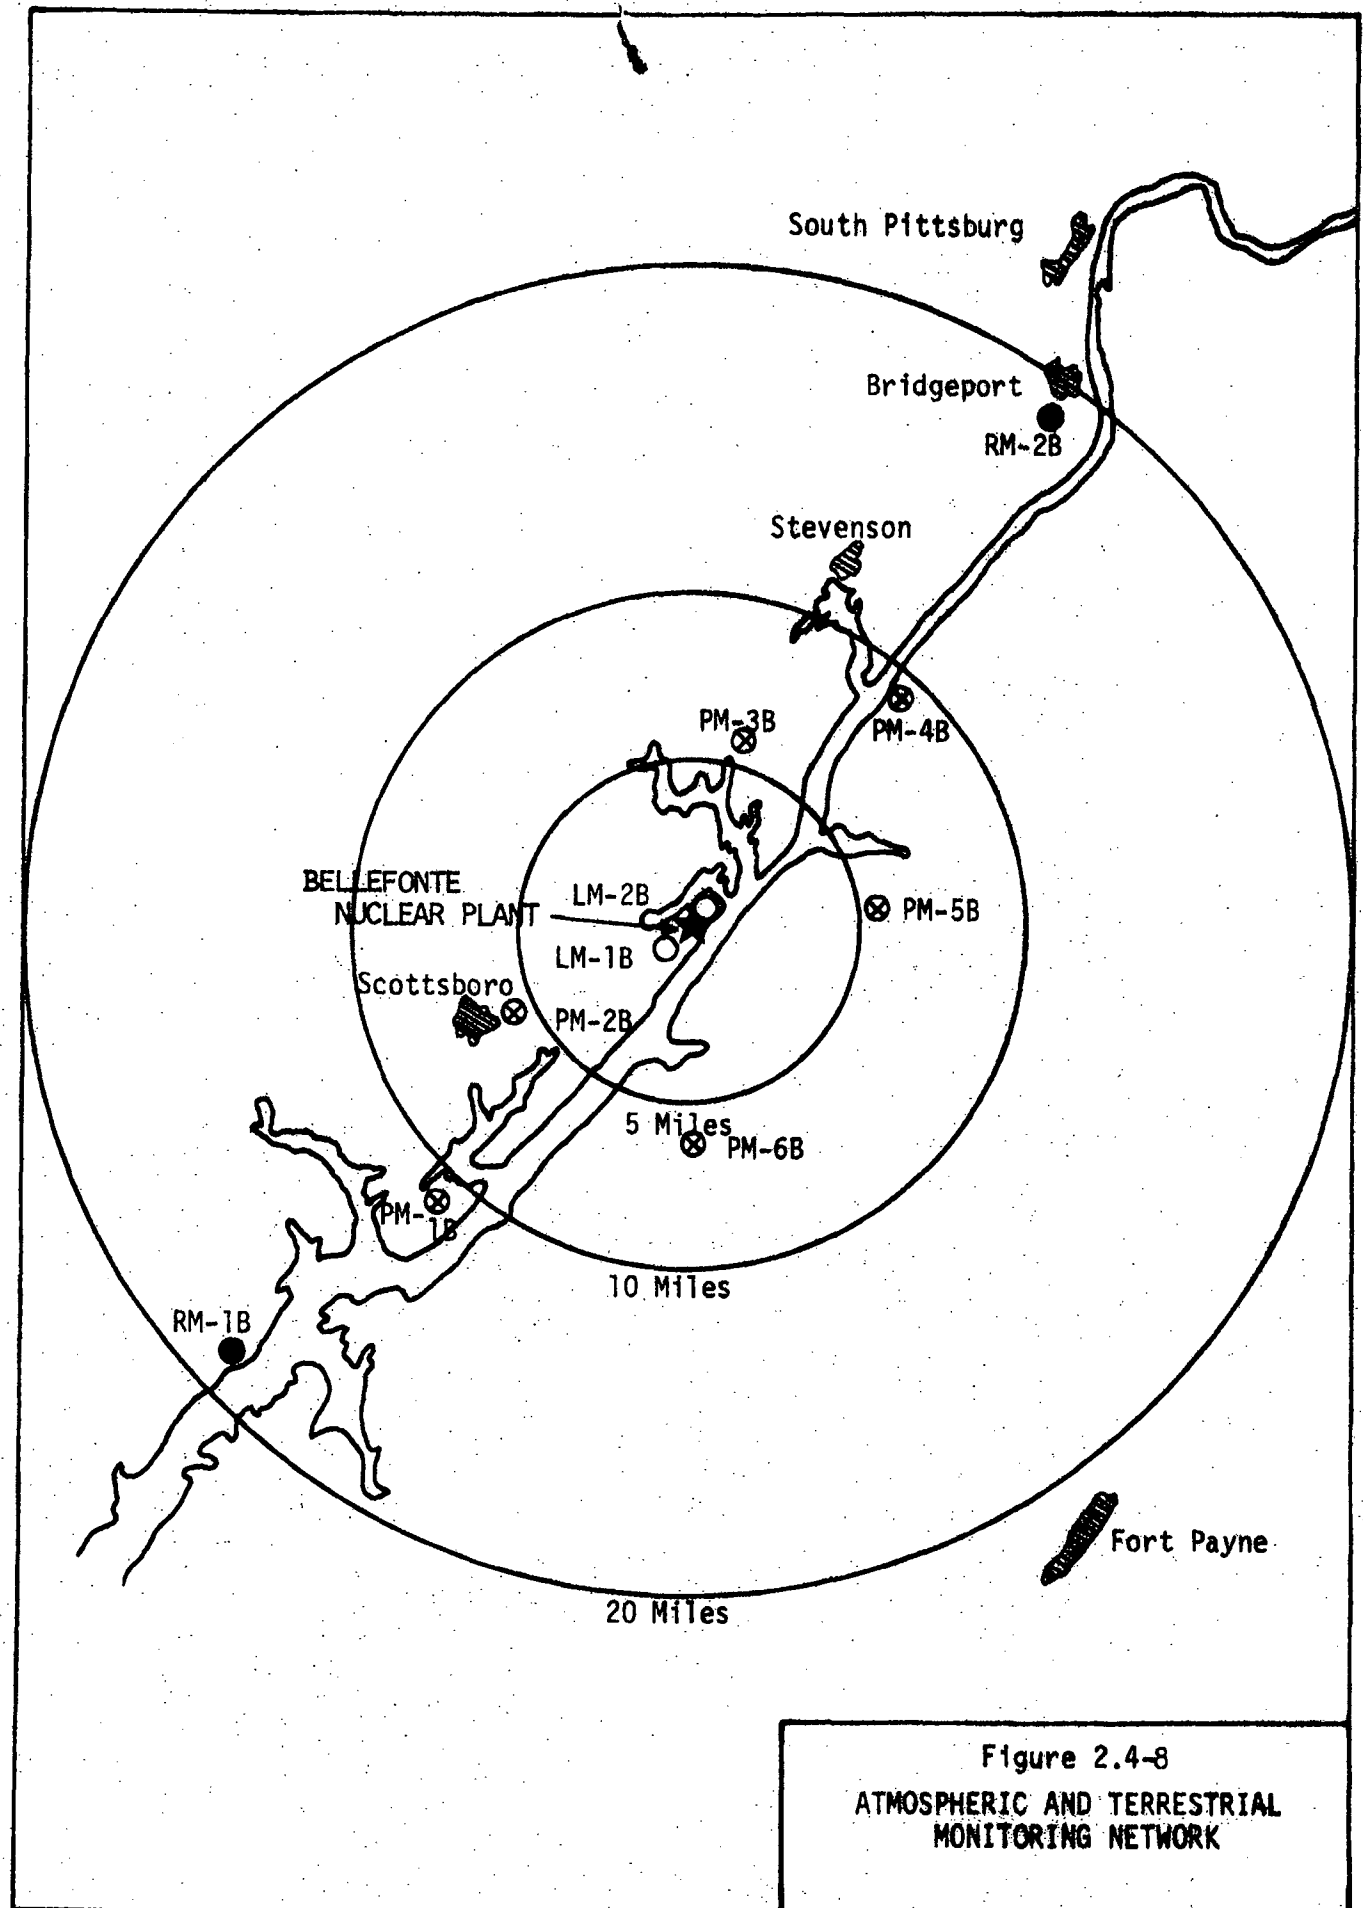 South Pittsburg
Bridgeport
RM-2B
Stevenson
PM-3B
PM-4B
BELLEFONTE
NUCLEAR PLANT
LM-2B
PM-5B
LM-1B
Scottsboro
PM-2B
5 Miles
PM-6B
PM-1B
10 Miles
RM-1B
Fort Payne
20 Miles
Figure 2.4-8
ATMOSPHERIC AND TERRESTRIAL
MONITORING NETWORK